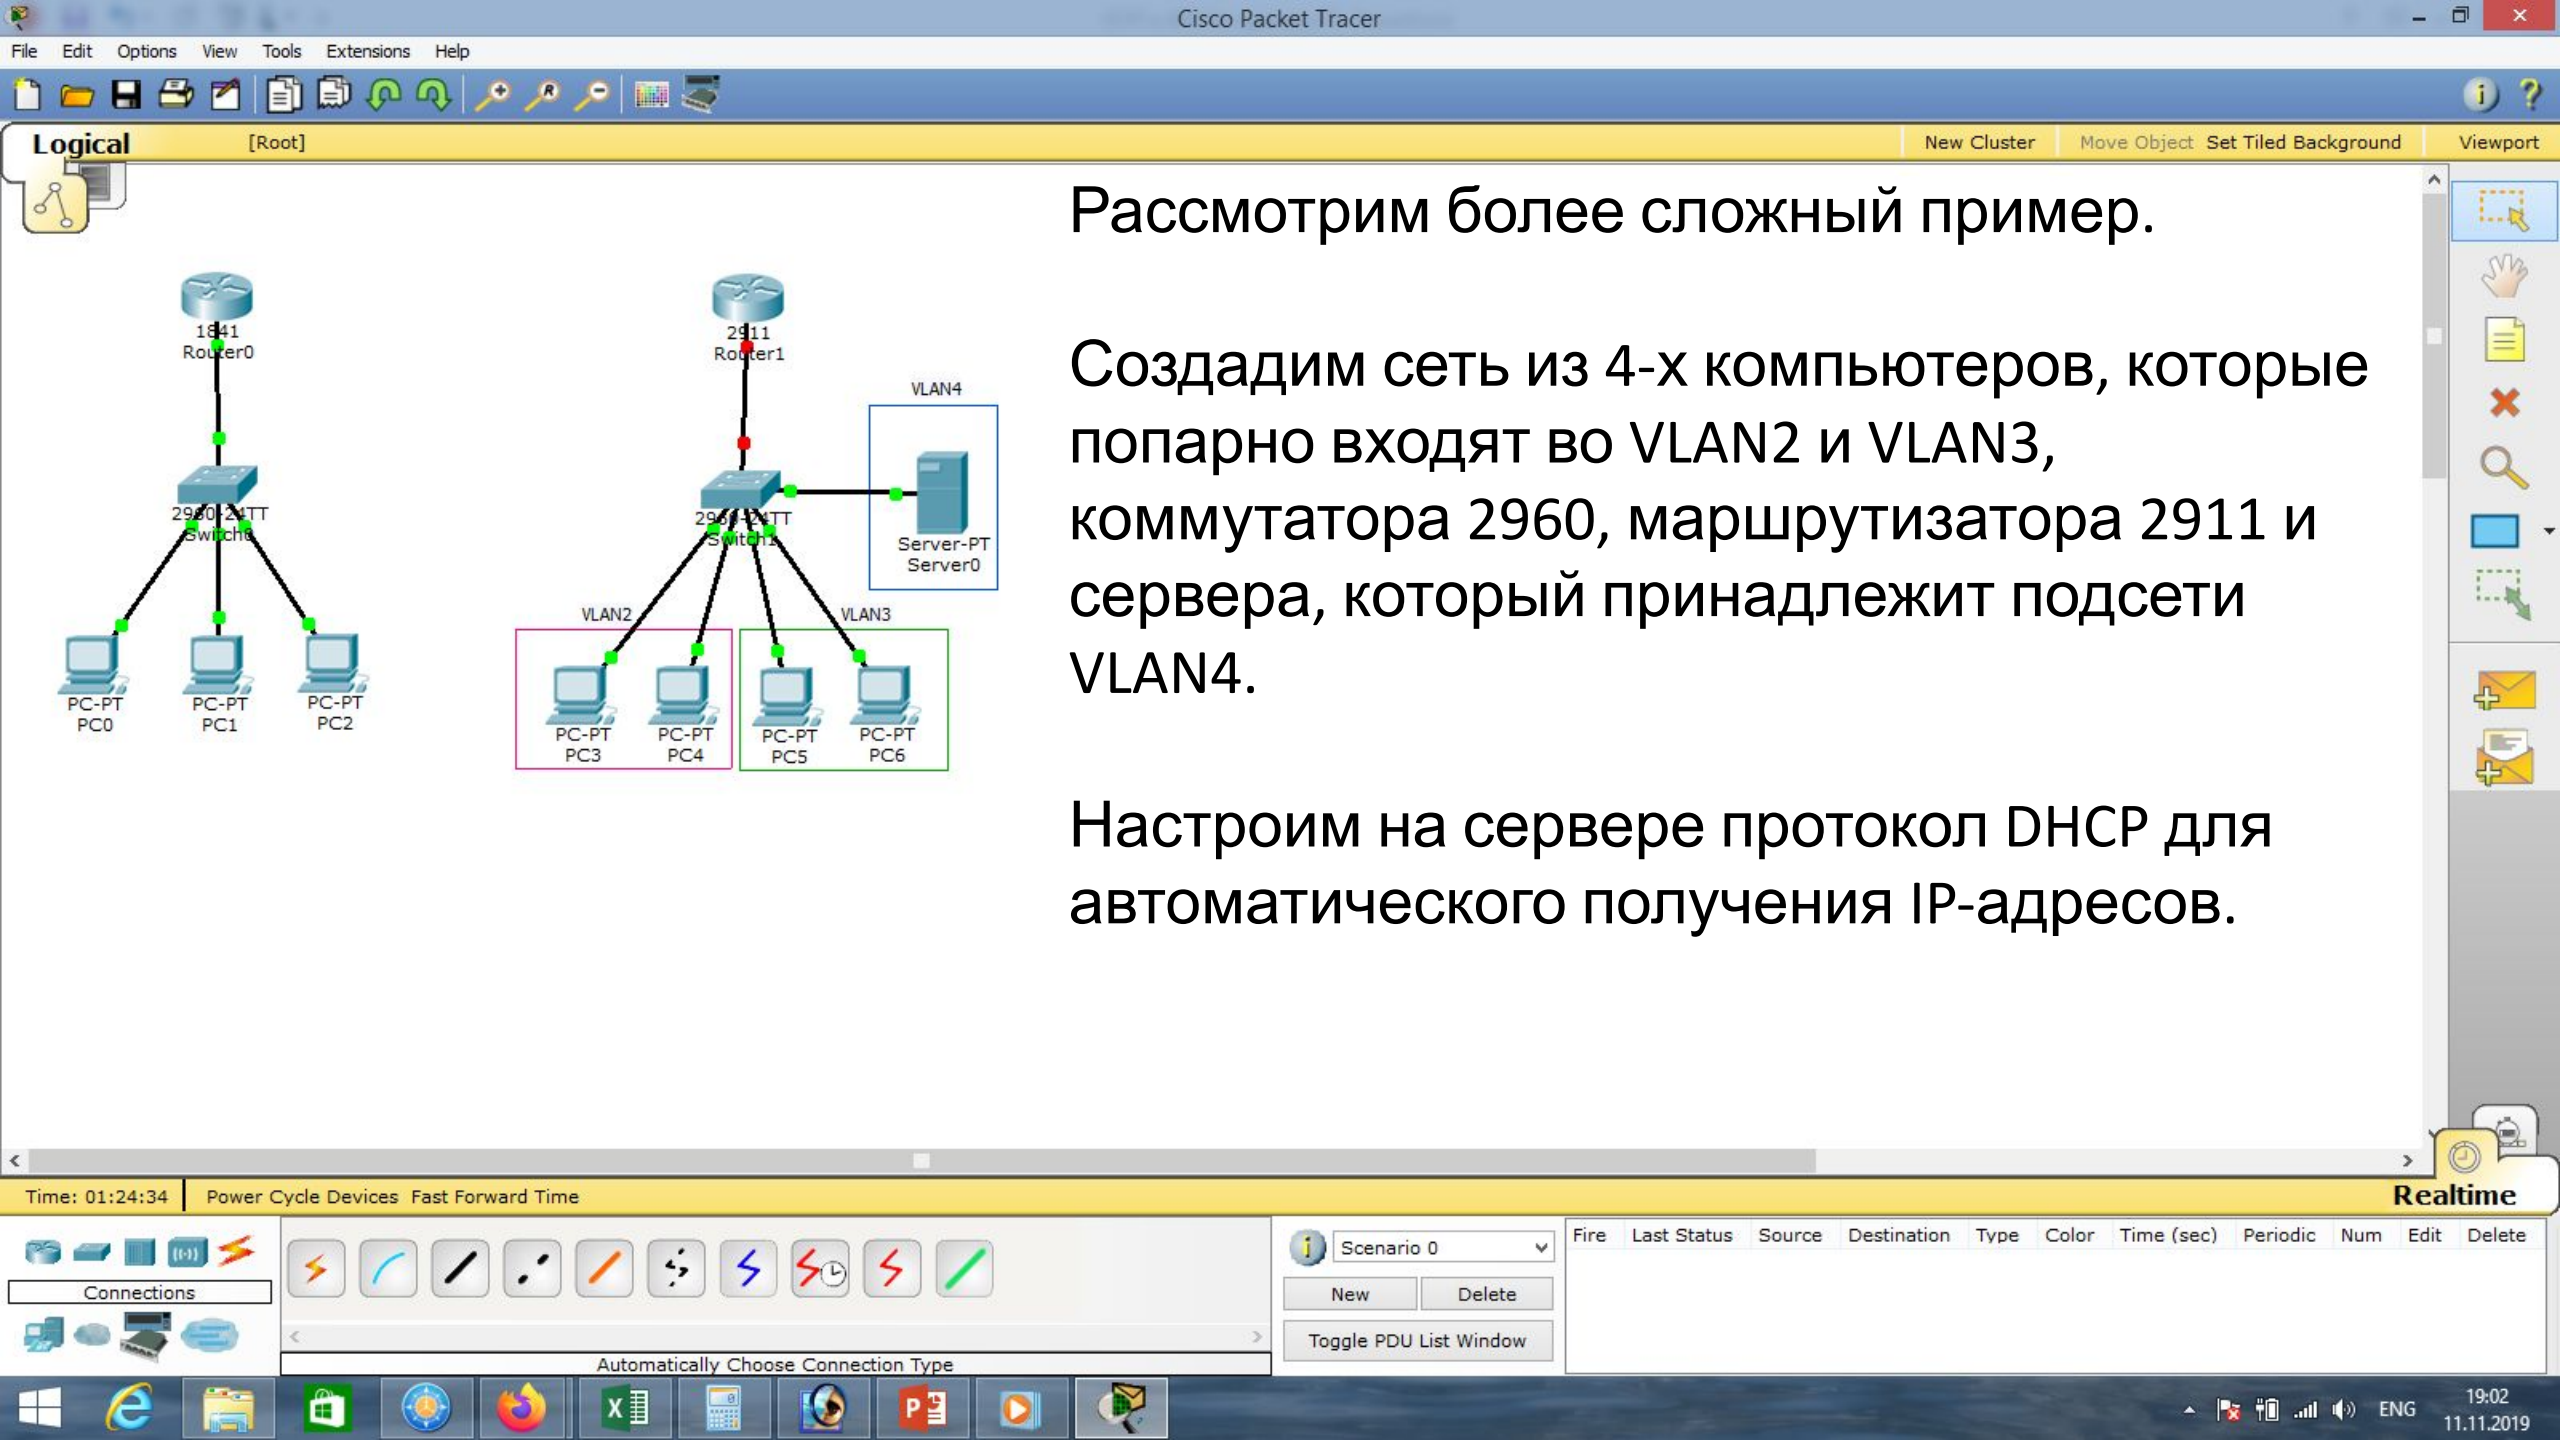 Cisco Packet Tracer
File Edit Options View Tools Extensions Help
Logical [Root] New Cluster Move Object Set Tiled Background Viewport
1841
Router0
2960-24TT
Switch0
PC-PT
PC0
PC-PT
PC1
PC-PT
PC2
2911
Router1
VLAN4
2960-24TT
Switch1
Server-PT
Server0
VLAN2
VLAN3
PC-PT
PC3
PC-PT
PC4
PC-PT
PC5
PC-PT
PC6
Рассмотрим более сложный пример.
Создадим сеть из 4-х компьютеров, которые
попарно входят во VLAN2 и VLAN3,
коммутатора 2960, маршрутизатора 2911 и
сервера, который принадлежит подсети
VLAN4.
Настроим на сервере протокол DHCP для
автоматического получения IP-адресов.
Time: 01:24:34 Power Cycle Devices Fast Forward Time
Realtime
Connections
Automatically Choose Connection Type
Scenario 0
New Delete
Toggle PDU List Window
Fire Last Status Source Destination Type Color Time (sec) Periodic Num Edit Delete
ENG
19:02
11.11.2019